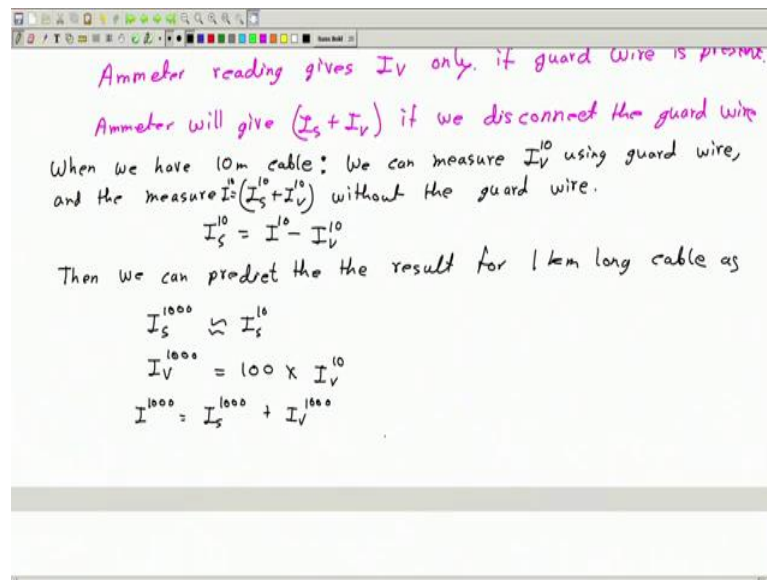 Ammeter reading gives I_V only. if guard wire is present.
Ammeter will give (I_S + I_V) if we disconnect the guard wire
When we have 10m cable: We can measure I_V^10 using guard wire,
and the measure I^10=(I_S^10+I_V^10) without the guard wire.
I_S^10 = I^10 - I_V^10
Then we can predict the the result for 1 km long cable as
I_S^1000 ≈ I_S^10
I_V^1000 = 100 × I_V^10
I^1000 = I_S^1000 + I_V^1000